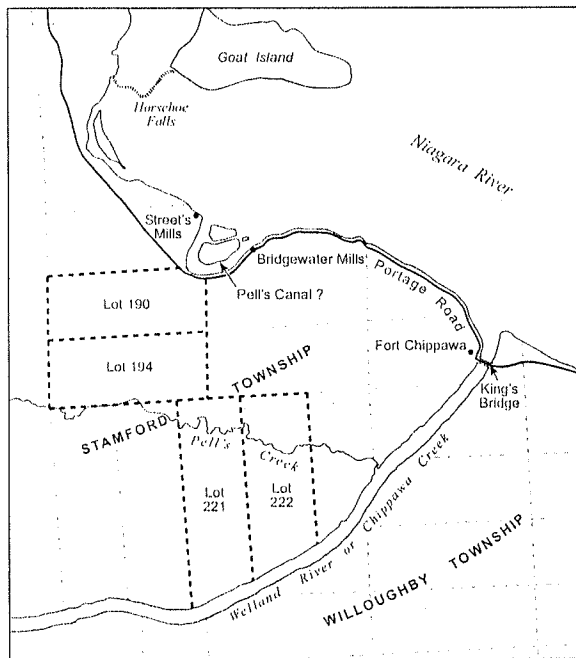 Goat Island
Horschoe
Falls
Niagara River
Street's
Mills
Bridgewater Mills
Portage Road
Pell's Canal ?
Lot 190
Fort Chippawa
Lot 194
TOWNSHIP
King's
Bridge
STAMFORD
Pell's
Creek
Lot
221
Lot
222
Welland River or Chippawa Creek
WILLOUGHBY TOWNSHIP